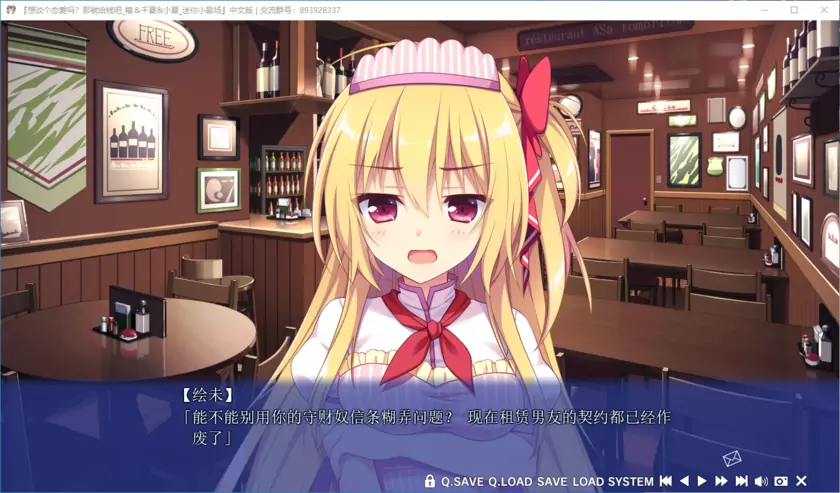 『想谈个恋爱吗？那就给钱吧_椿&千夏&小夏_迷你小剧场』中文版 | 交流群号：893928337
FREE
restaurant ASa
【绘未】
「能不能别用你的守财奴信条糊弄问题？ 现在租赁男友的契约都已经作
废了」
Q.SAVE Q.LOAD SAVE LOAD SYSTEM